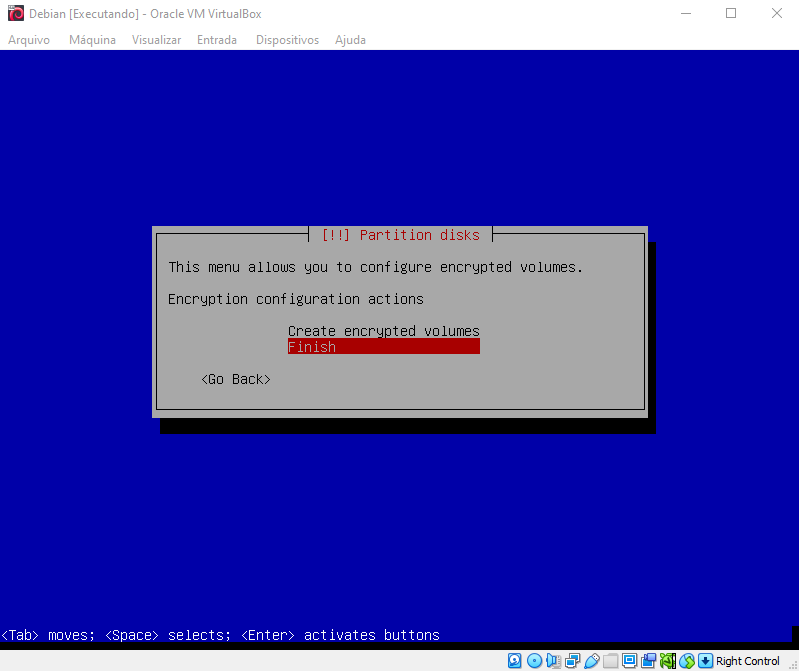 Debian [Executando] - Oracle VM VirtualBox
Arquivo Máquina Visualizar Entrada Dispositivos Ajuda
[!!] Partition disks
This menu allows you to configure encrypted volumes.
Encryption configuration actions
Create encrypted volumes
Finish
<Go Back>
<Tab> moves; <Space> selects; <Enter> activates buttons
Right Control